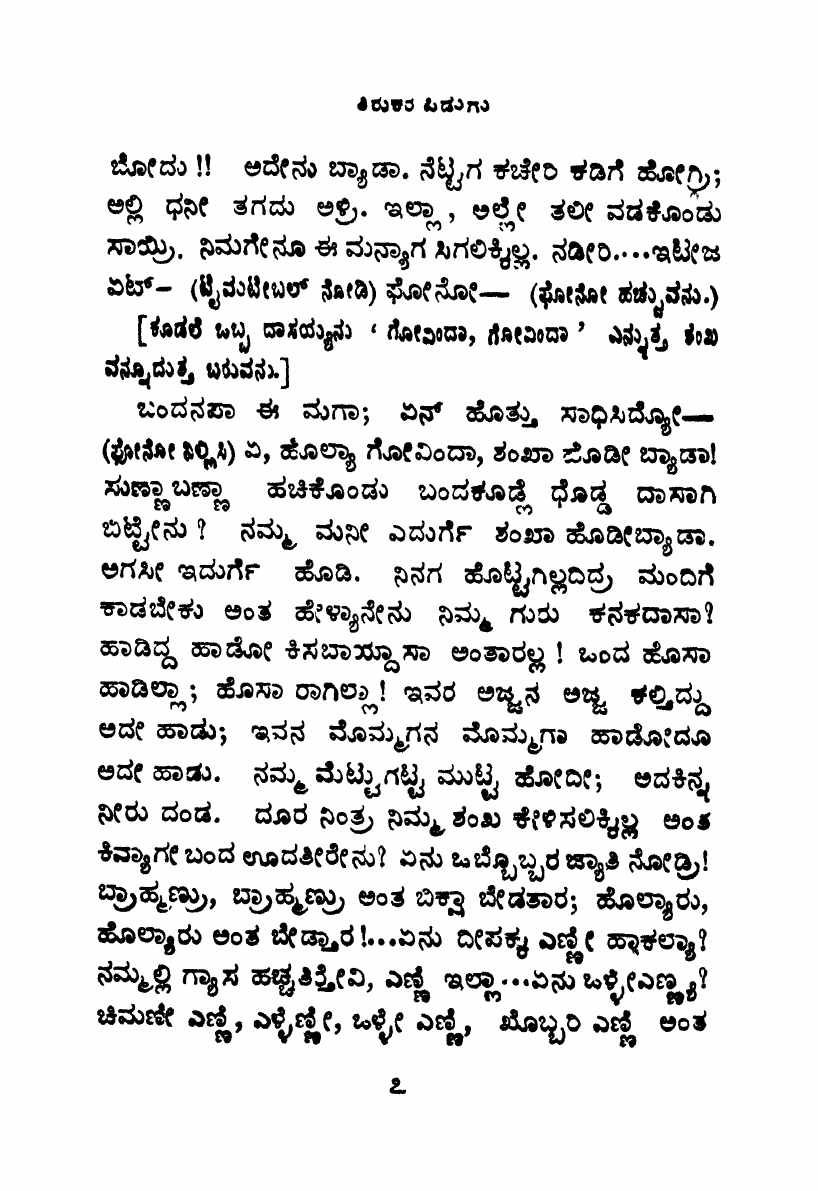 ತಿರುಕರ ಪಿಡುಗು
ಬೋದು !! ಅದೇನು ಬ್ಯಾಡಾ. ನೆಟ್ಟಗ ಕಚೇರಿ ಕಡಿಗೆ ಹೋಗ್ರಿ;
ಅಲ್ಲಿ ಧನೀ ತಗದು ಅಳ್ರಿ. ಇಲ್ಲಾ, ಅಲ್ಲೇ ತಲೀ ವಡಕೊಂಡು
ಸಾಯ್ರಿ. ನಿಮಗೇನೂ ಈ ಮನ್ಯಾಗ ಸಿಗಲಿಕ್ಕಿಲ್ಲ. ನಡೀರಿ....ಇಟೀಜ
ಏಟ್— (ಟೈಮಟೇಬಲ್ ನೋಡಿ) ಫೋನೋ— (ಫೋನೋ ಹಚ್ಚುವನು.)
[ಕೂಡಲೆ ಒಬ್ಬ ದಾಸಯ್ಯನು ‘ ಗೋವಿಂದಾ, ಗೋವಿಂದಾ ’ ಎನ್ನುತ್ತ ಶಂಖ
ವನ್ನೂದುತ್ತ ಬರುವನು.]
ಬಂದನಪಾ ಈ ಮಗಾ; ಏನ್ ಹೊತ್ತು ಸಾಧಿಸಿದ್ಯೋ—
(ಫೋನೋ ನಿಲ್ಲಿಸಿ) ಏ, ಹೊಲ್ಯಾ ಗೋವಿಂದಾ, ಶಂಖಾ ಹೊಡೀ ಬ್ಯಾಡಾ!
ಸುಣ್ಣಾ ಬಣ್ಣಾ ಹಚಿಕೊಂಡು ಬಂದಕೂಡ್ಲೆ ಧೊಡ್ಡ ದಾಸಾಗಿ
ಬಿಟ್ಟೇನು ? ನಮ್ಮ ಮನೀ ಎದುರ್ಗೆ ಶಂಖಾ ಹೊಡೀಬ್ಯಾಡಾ.
ಅಗಸೀ ಇದುರ್ಗೆ ಹೊಡಿ. ನಿನಗ ಹೊಟ್ಟಗಿಲ್ಲದಿದ್ರ ಮಂದಿಗೆ
ಕಾಡಬೇಕು ಅಂತ ಹೇಳ್ಯಾನೇನು ನಿಮ್ಮ ಗುರು ಕನಕದಾಸಾ?
ಹಾಡಿದ್ದ ಹಾಡೋ ಕಿಸಬಾಯ್ದಾಸಾ ಅಂತಾರಲ್ಲ ! ಒಂದ ಹೊಸಾ
ಹಾಡಿಲ್ಲಾ; ಹೊಸಾ ರಾಗಿಲ್ಲಾ! ಇವರ ಅಜ್ಜನ ಅಜ್ಜ ಕಲ್ತಿದ್ದು
ಅದೇ ಹಾಡು; ಇವನ ಮೊಮ್ಮಗನ ಮೊಮ್ಮಗಾ ಹಾಡೋದೂ
ಅದೇ ಹಾಡು. ನಮ್ಮ ಮೆಟ್ಟುಗಟ್ಟ ಮುಟ್ಟ ಹೋದೀ; ಅದಕಿನ್ನ
ನೀರು ದಂಡ. ದೂರ ನಿಂತ್ರ ನಿಮ್ಮ ಶಂಖ ಕೇಳಿಸಲಿಕ್ಕಿಲ್ಲ ಅಂತ
ಕಿವ್ಯಾಗೇ ಬಂದ ಊದತೀರೇನು? ಏನು ಒಬ್ಬೊಬ್ಬರ ಜ್ಯಾತಿ ನೋಡ್ರಿ!
ಬ್ರಾಹ್ಮಣ್ರು, ಬ್ರಾಹ್ಮಣ್ರು ಅಂತ ಬಿಕ್ಷಾ ಬೇಡತಾರ; ಹೊಲ್ಯಾರು,
ಹೊಲ್ಯಾರು ಅಂತ ಬೇಡ್ತಾರ !...ಏನು ದೀಪಕ್ಕ ಎಣ್ಣೀ ಹ್ಞಾಕಲ್ಯಾ?
ನಮ್ಮಲ್ಲಿ ಗ್ಯಾಸ ಹಚ್ಚತಿತ್ತೇವಿ, ಎಣ್ಣಿ ಇಲ್ಲಾ...ಏನು ಒಳ್ಳೇಎಣ್ಣ್ಯ?
ಚಿಮಣೀ ಎಣ್ಣಿ, ಎಳ್ಳೆಣ್ಣೀ, ಒಳ್ಳೇ ಎಣ್ಣಿ, ಖೊಬ್ಬರಿ ಎಣ್ಣಿ ಅಂತ
೭